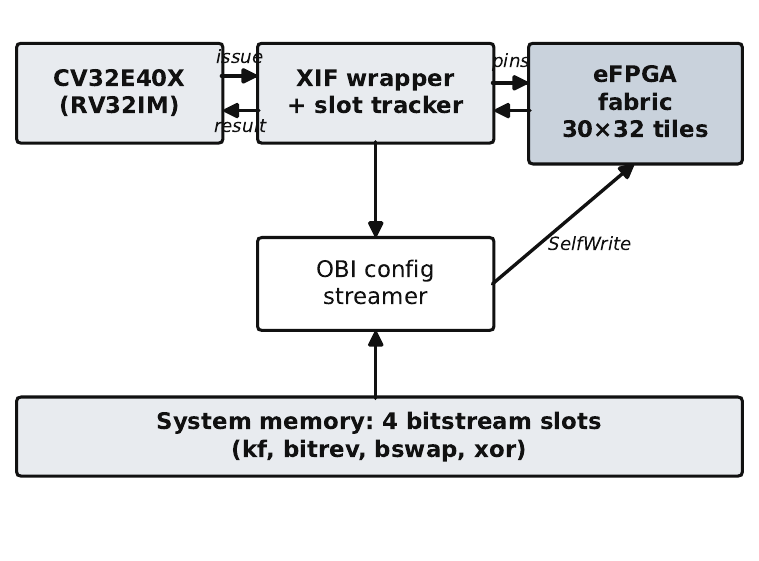 CV32E40X
(RV32IM)
issue
result
XIF wrapper
+ slot tracker
pins
eFPGA
fabric
30×32 tiles
OBI config
streamer
SelfWrite
System memory: 4 bitstream slots
(kf, bitrev, bswap, xor)